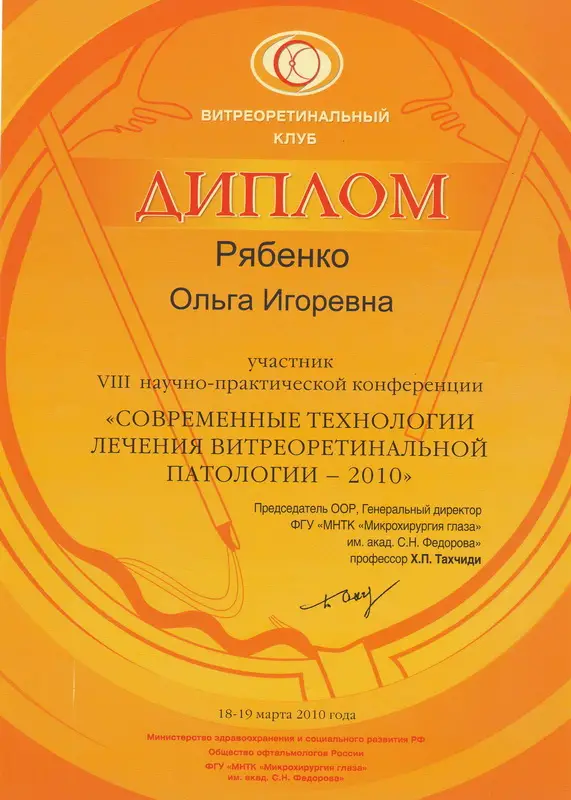 ВИТРЕОРЕТИНАЛЬНЫЙ
КЛУБ
ДИПЛОМ
Рябенко
Ольга Игоревна
участник
VIII научно-практической конференции
«СОВРЕМЕННЫЕ ТЕХНОЛОГИИ
ЛЕЧЕНИЯ ВИТРЕОРЕТИНАЛЬНОЙ
ПАТОЛОГИИ – 2010»
Председатель ООР, Генеральный директор
ФГУ «МНТК «Микрохирургия глаза»
им. акад. С.Н. Федорова»
профессор Х.П. Тахчиди
18-19 марта 2010 года
Министерство здравоохранения и социального развития РФ
Общество офтальмологов России
ФГУ «МНТК «Микрохирургия глаза»
им. акад. С.Н. Федорова»